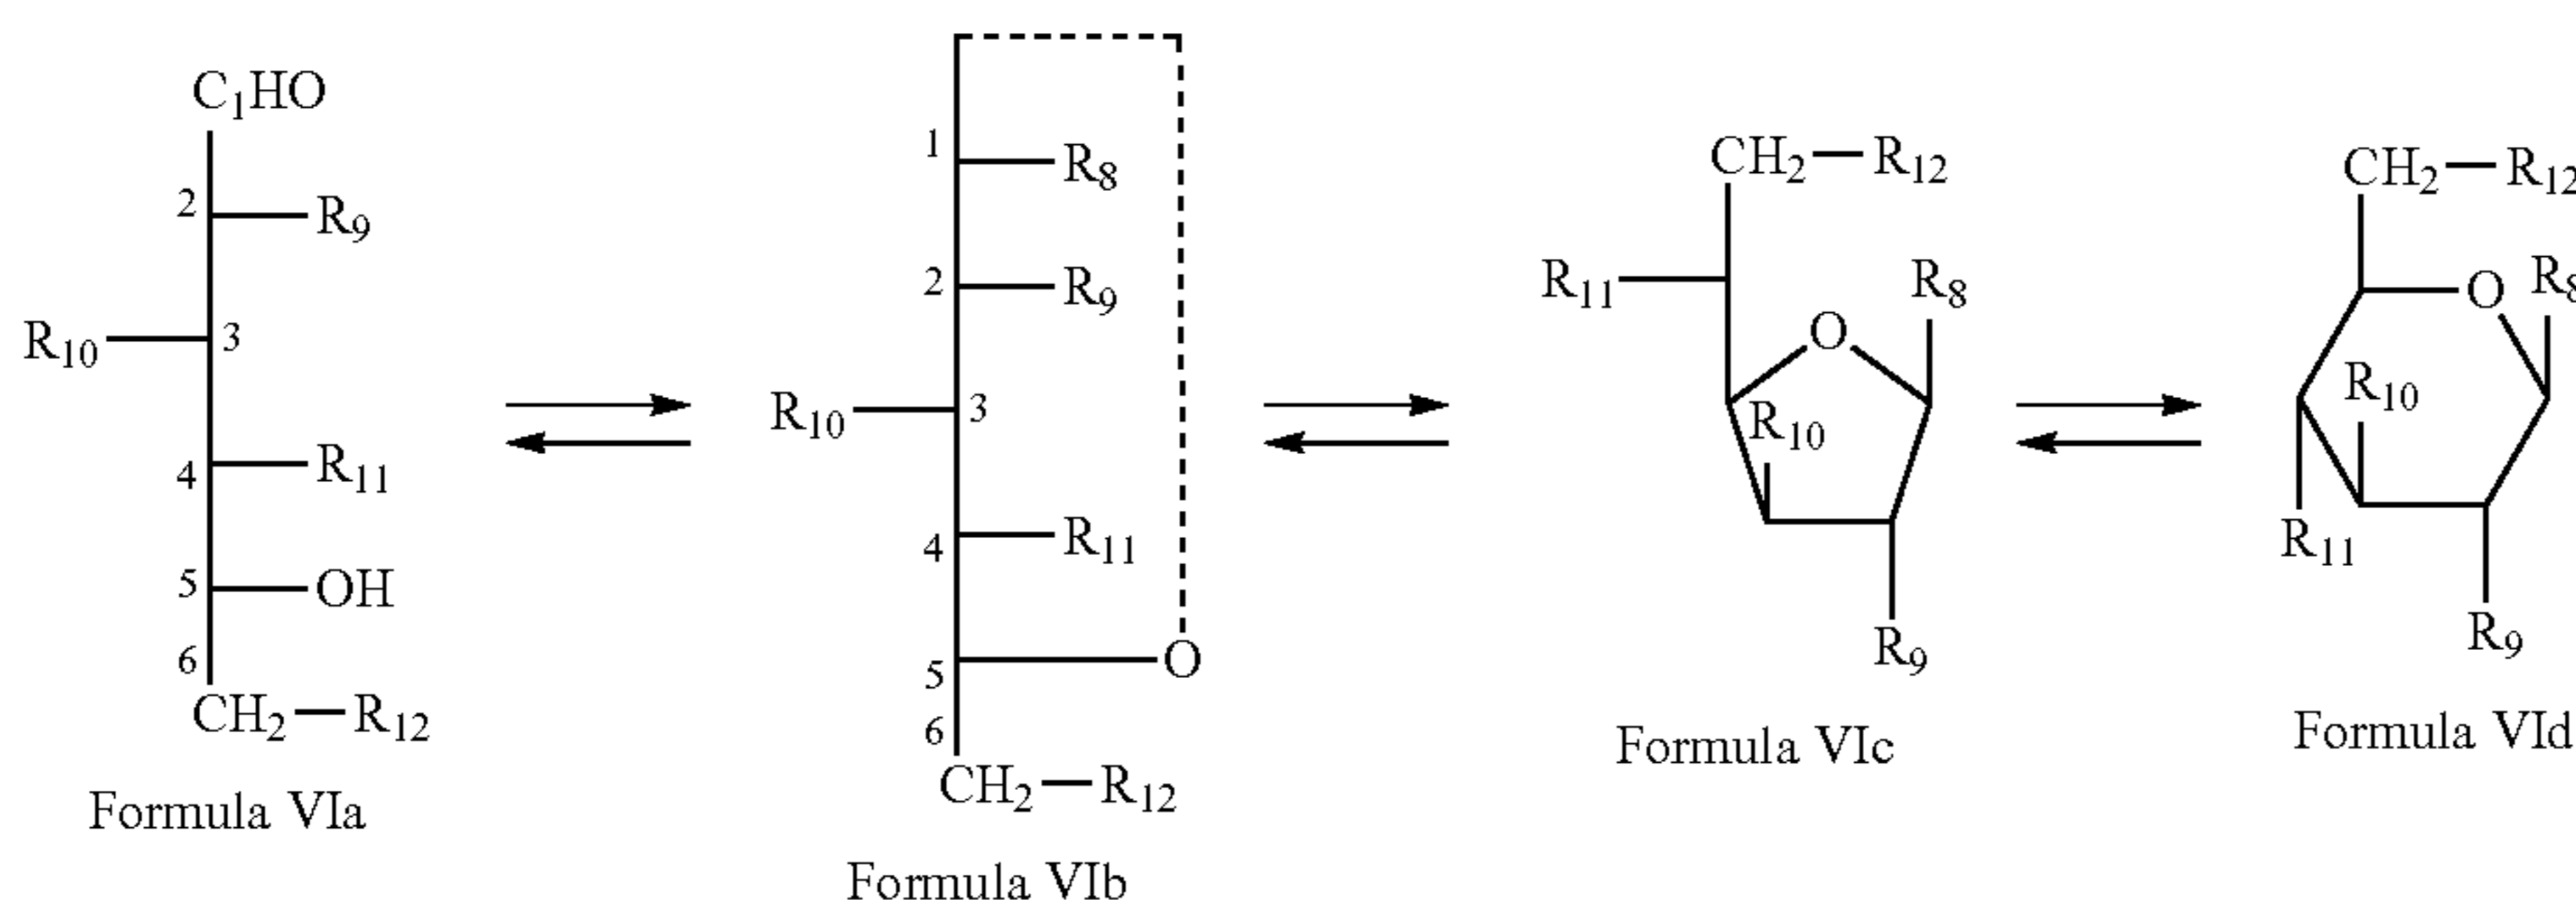 C₁HO
2 R₉
R₁₀ 3
4 R₁₁
5 OH
6
CH₂ R₁₂
Formula VIa
1 R₈
2 R₉
R₁₀ 3
4 R₁₁
5 O
6
CH₂ R₁₂
Formula VIb
CH₂ R₁₂
R₁₁ R₈
O
R₁₀
R₉
Formula VIc
CH₂ R₁₂
O R₈
R₁₀
R₁₁
R₉
Formula VId